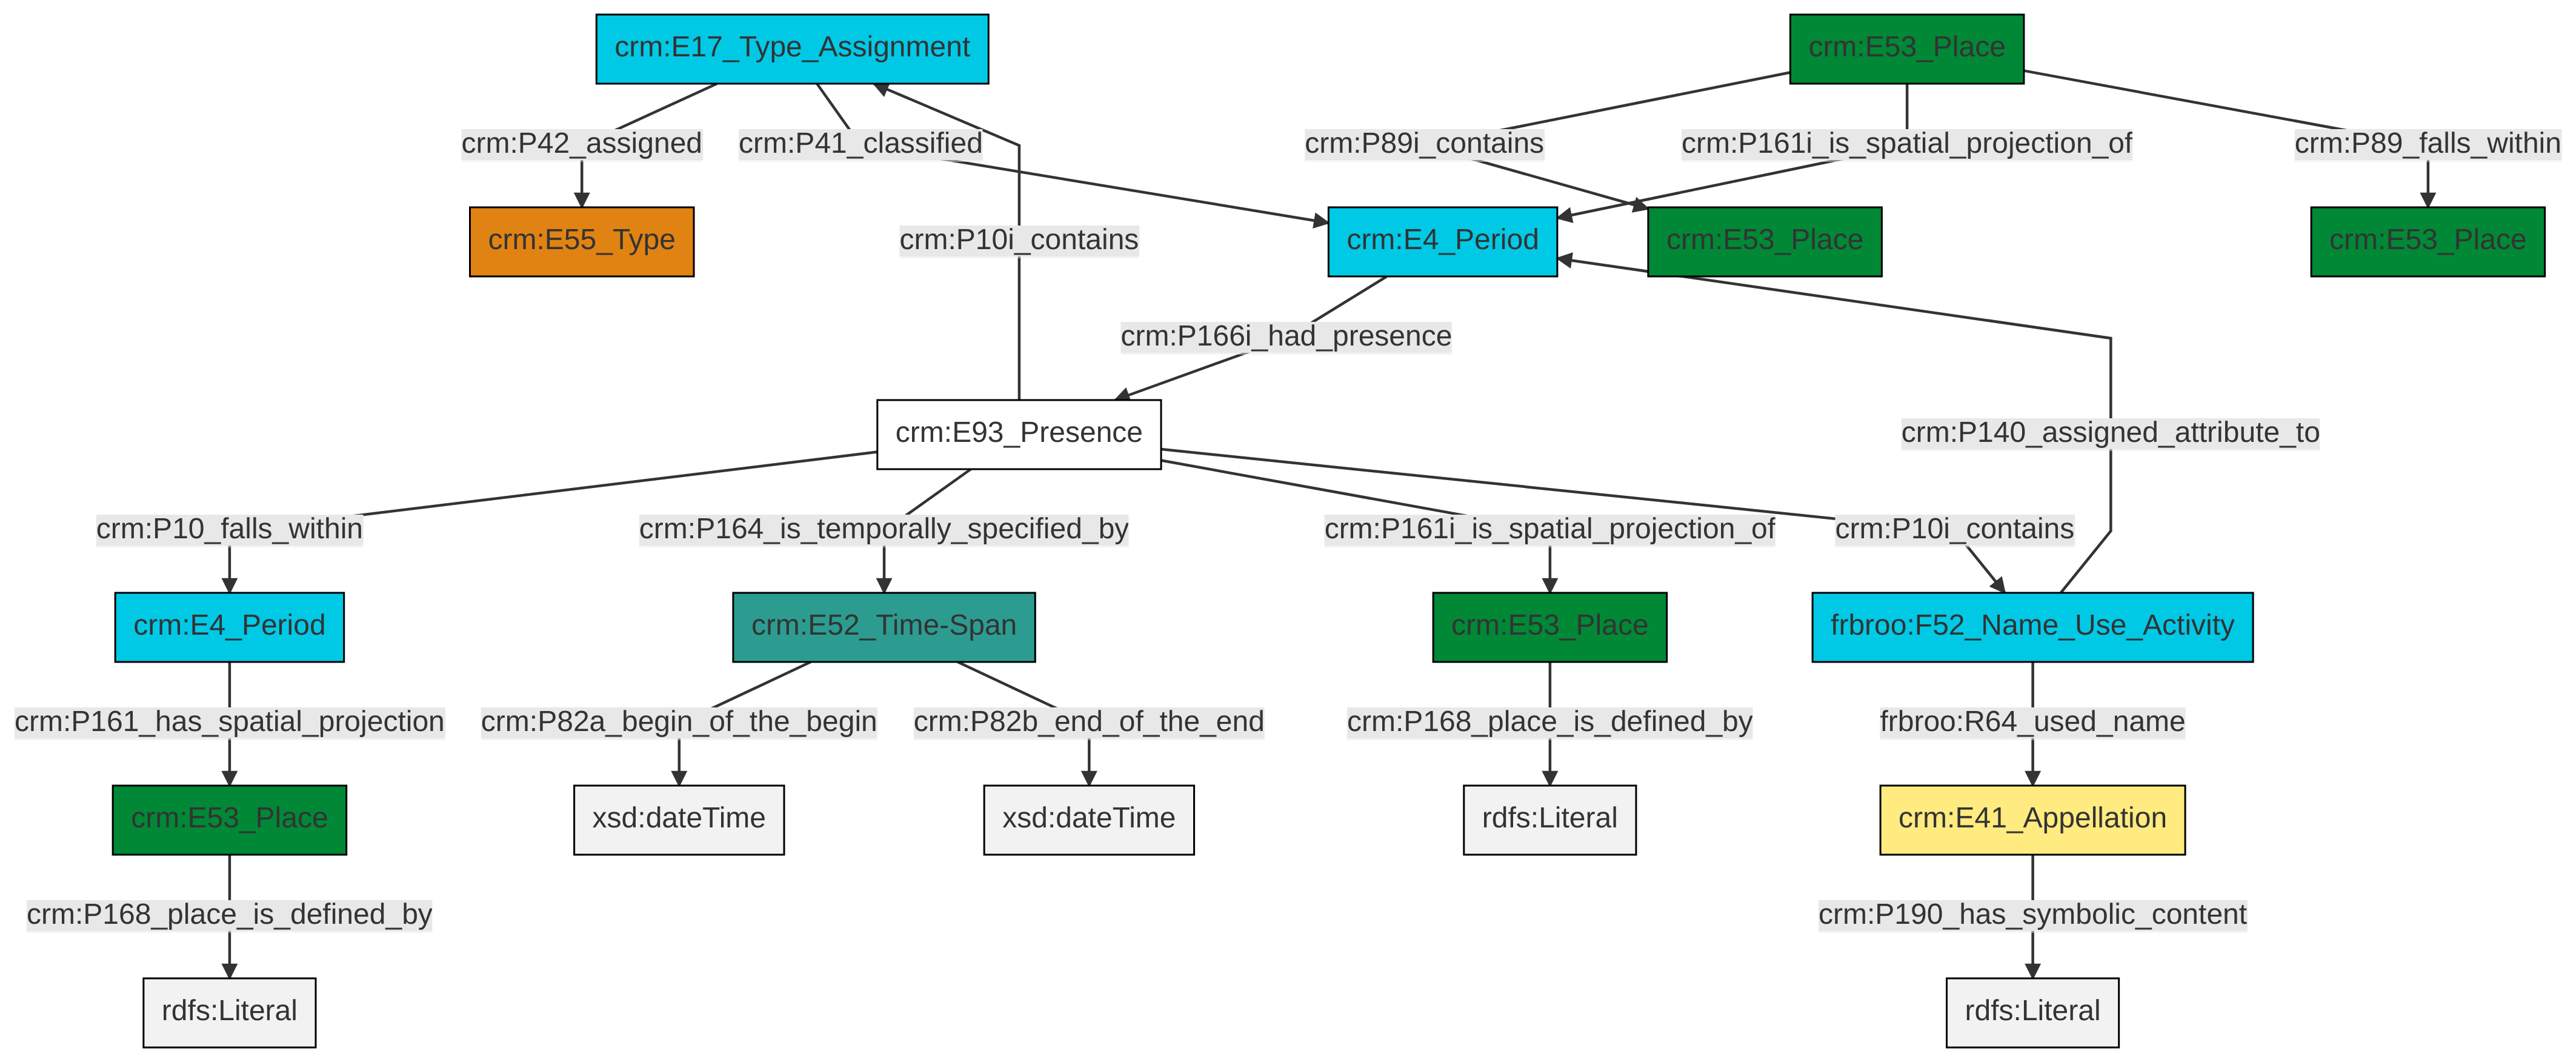 crm:E17_Type_Assignment
crm:E53_Place
crm:P42_assigned
crm:P41_classified
crm:P89i_contains
crm:P161i_is_spatial_projection_of
crm:P89_falls_within
crm:E55_Type
crm:P10i_contains
crm:E4_Period
crm:E53_Place
crm:E53_Place
crm:P166i_had_presence
crm:E93_Presence
crm:P140_assigned_attribute_to
crm:P10_falls_within
crm:P164_is_temporally_specified_by
crm:P161i_is_spatial_projection_of
crm:P10i_contains
crm:E4_Period
crm:E52_Time-Span
crm:E53_Place
frbroo:F52_Name_Use_Activity
crm:P161_has_spatial_projection
crm:P82a_begin_of_the_begin
crm:P82b_end_of_the_end
crm:P168_place_is_defined_by
frbroo:R64_used_name
crm:E53_Place
xsd:dateTime
xsd:dateTime
rdfs:Literal
crm:E41_Appellation
crm:P168_place_is_defined_by
crm:P190_has_symbolic_content
rdfs:Literal
rdfs:Literal